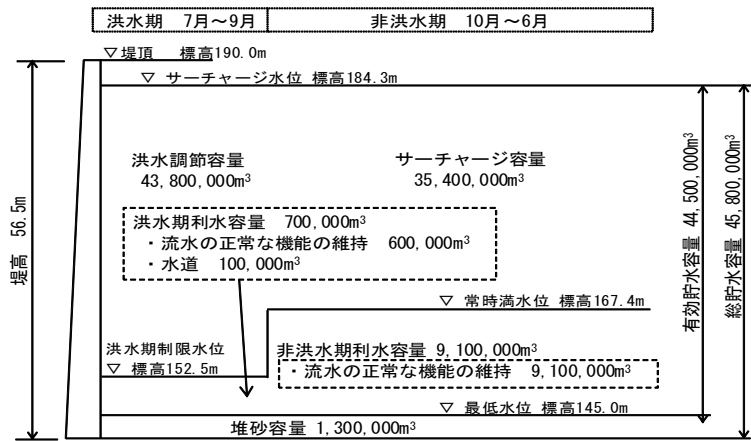 洪水期 7月～9月 非洪水期 10月～6月
▽堤頂 標高190.0m
▽ サーチャージ水位 標高184.3m
洪水調節容量
43,800,000m³
サーチャージ容量
35,400,000m³
洪水期利水容量 700,000m³
・流水の正常な機能の維持 600,000m³
・水道 100,000m³
▽ 常時満水位 標高167.4m
洪水期制限水位
▽ 標高152.5m
非洪水期利水容量 9,100,000m³
・流水の正常な機能の維持 9,100,000m³
▽ 最低水位 標高145.0m
堆砂容量 1,300,000m³
堤高 56.5m
有効貯水容量 44,500,000m³
総貯水容量 45,800,000m³